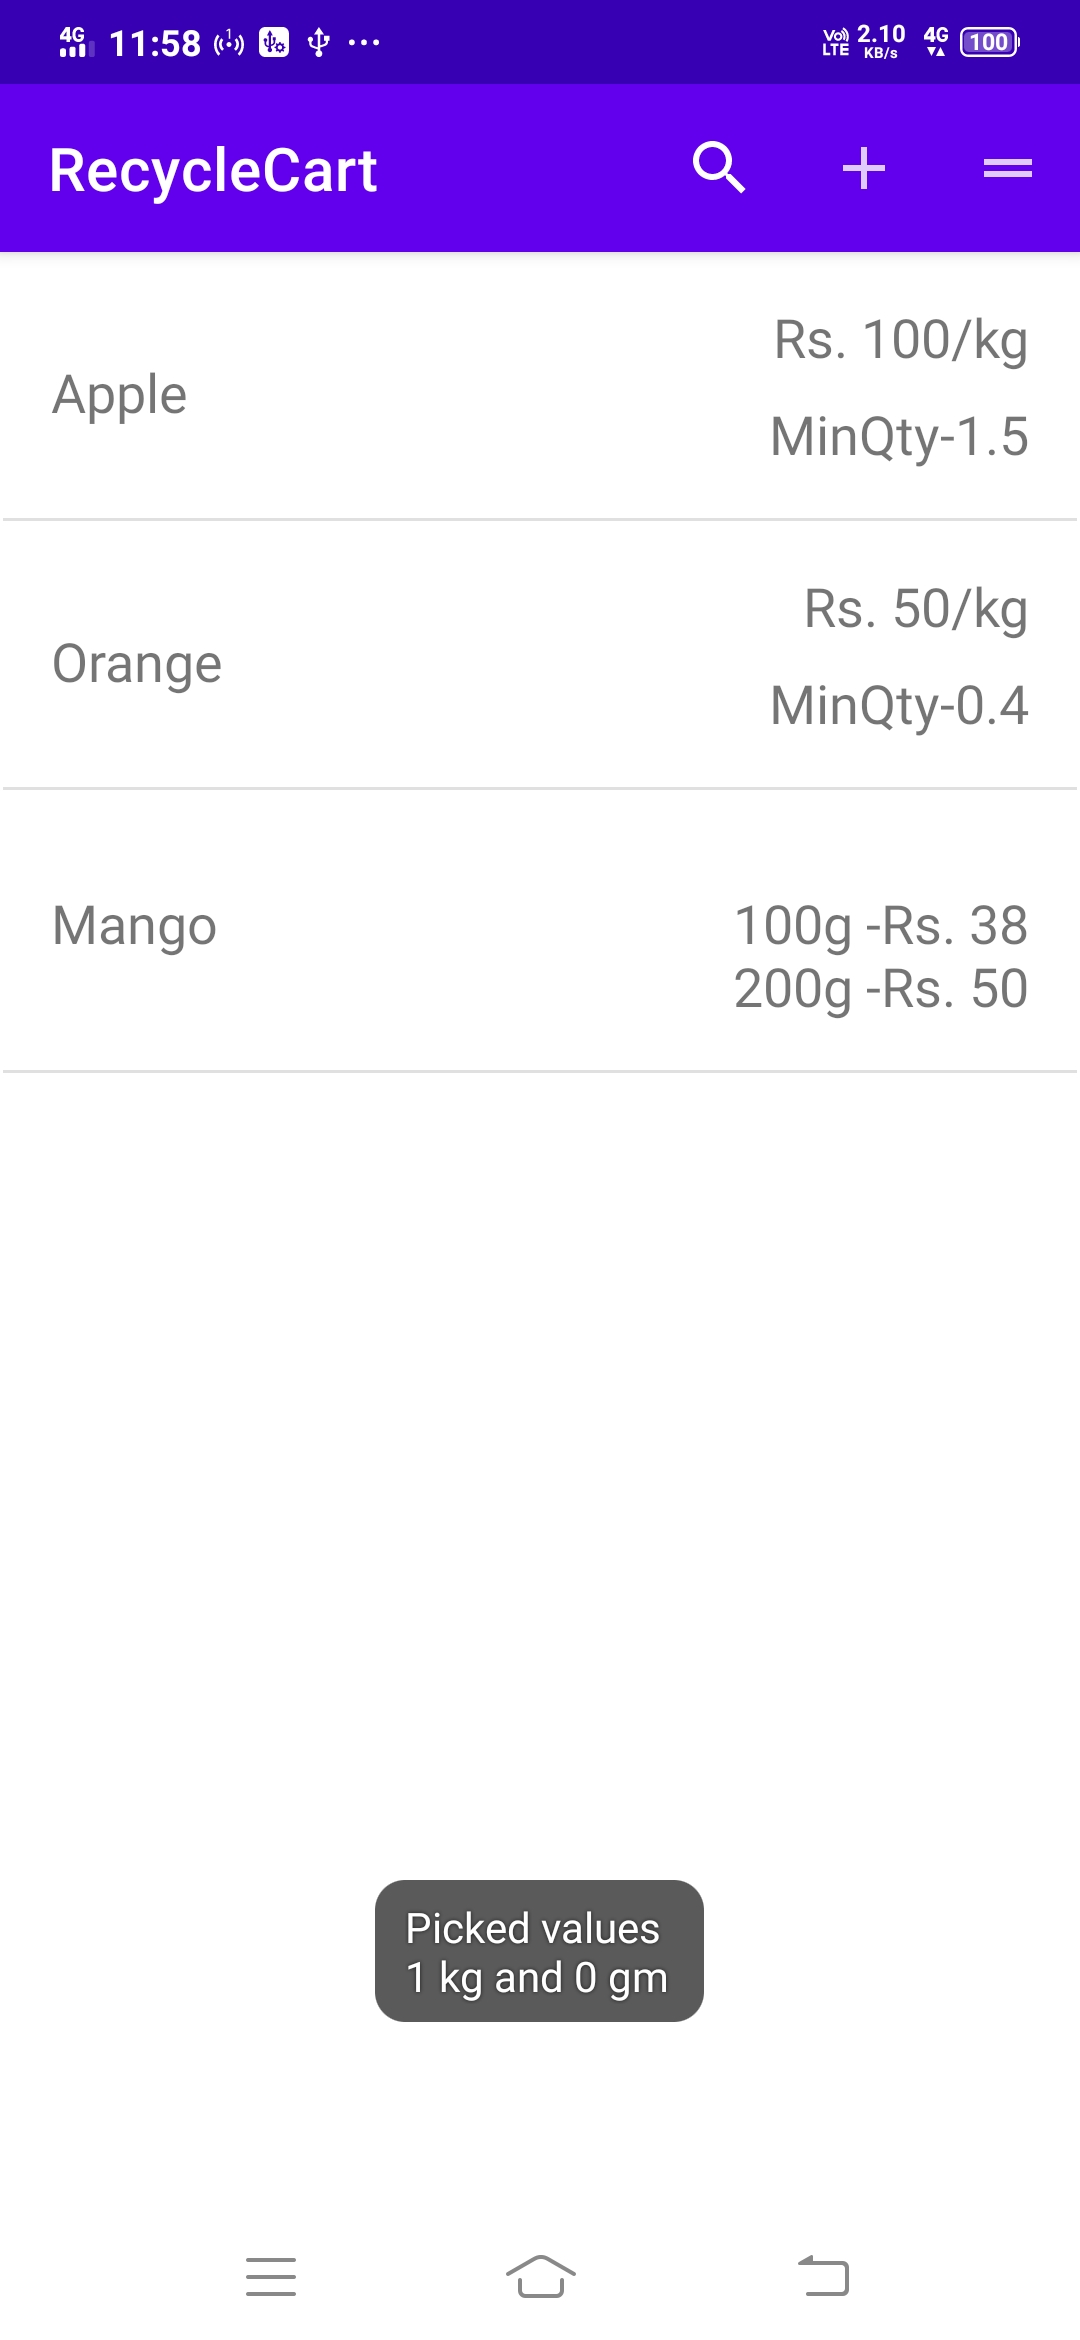 4G 11:58 Vo) LTE 2.10 KB/s 4G 100
RecycleCart
Apple
Rs. 100/kg
MinQty-1.5
Orange
Rs. 50/kg
MinQty-0.4
Mango
100g -Rs. 38
200g -Rs. 50
Picked values
1 kg and 0 gm